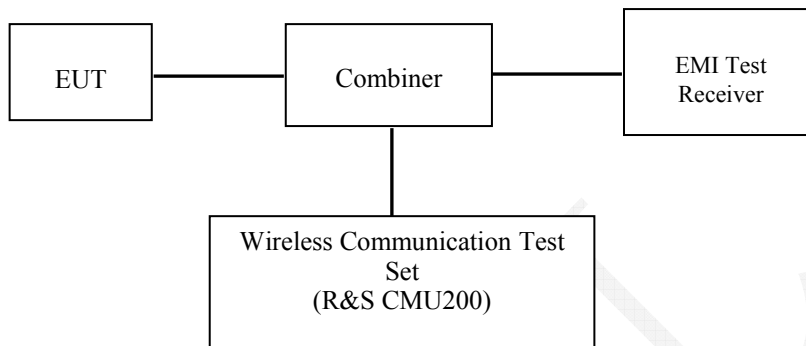 EUT
Combiner
EMI Test
Receiver
Wireless Communication Test
Set
(R&S CMU200)